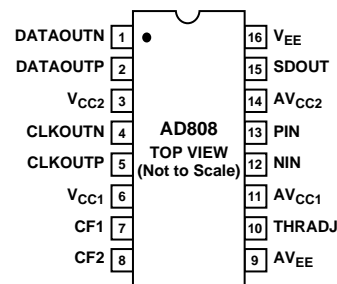 DATAOUTN 1 16 VEE
DATAOUTP 2 15 SDOUT
VCC2 3 14 AVCC2
CLKOUTN 4 AD808 13 PIN
CLKOUTP 5 TOP VIEW 12 NIN
(Not to Scale)
VCC1 6 11 AVCC1
CF1 7 10 THRADJ
CF2 8 9 AVEE